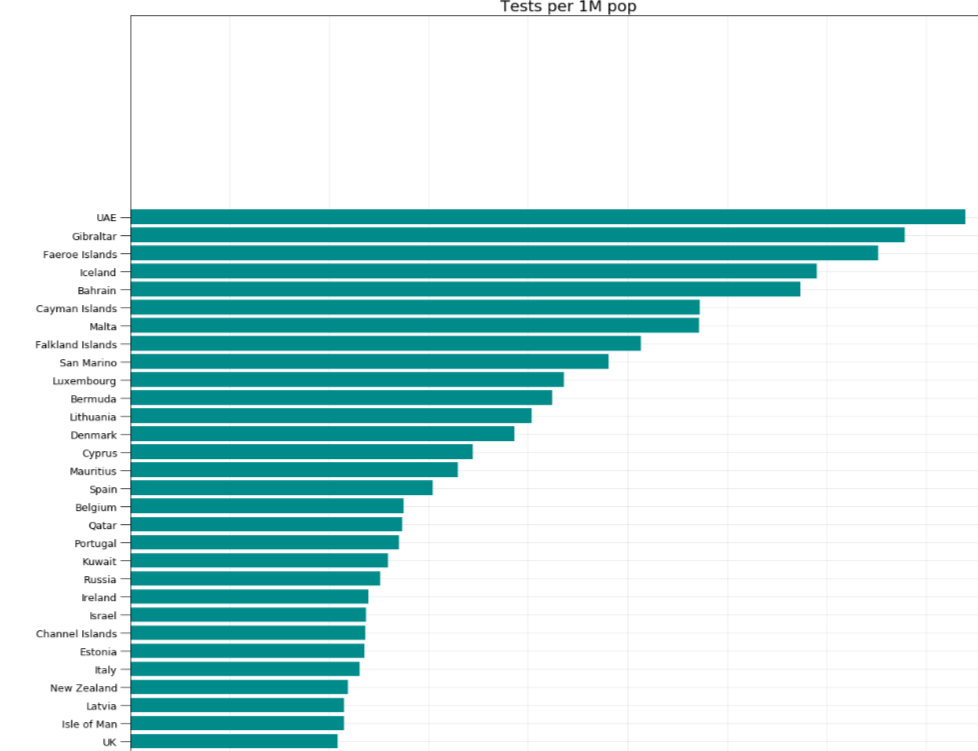 Tests per 1M pop
UAE
Gibraltar
Faeroe Islands
Iceland
Bahrain
Cayman Islands
Malta
Falkland Islands
San Marino
Luxembourg
Bermuda
Lithuania
Denmark
Cyprus
Mauritius
Spain
Belgium
Qatar
Portugal
Kuwait
Russia
Ireland
Israel
Channel Islands
Estonia
Italy
New Zealand
Latvia
Isle of Man
UK